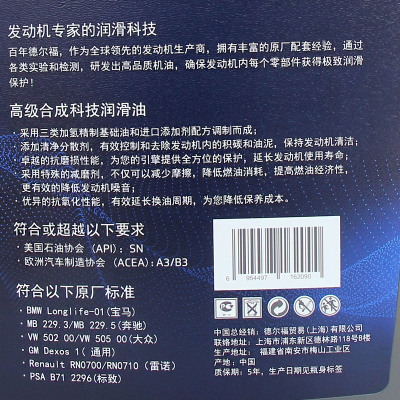 发动机专家的润滑科技
百年德尔福，作为全球领先的发动机生产商，拥有丰富的原厂配套经验，通过
各类实验和检测，研发出高品质机油，确保发动机内每个零部件获得极致润滑
保护！
高级合成科技润滑油
• 采用三类加氢精制基础油和进口添加剂配方调制而成；
• 添加清净分散剂，有效控制和去除发动机内的积碳和油泥，保持发动机清洁；
• 卓越的抗磨损性能，为您的引擎提供全方位的保护，延长发动机使用寿命；
• 采用特殊的减磨剂，不仅可以减少摩擦，降低燃油消耗，提高燃油经济性，
更有效的降低发动机噪音；
• 优异的抗氧化性能，有效延长换油周期，为您降低保养成本。
符合或超越以下要求
• 美国石油协会（API）：SN
• 欧洲汽车制造协会（ACEA）：A3/B3
符合以下原厂标准
• BMW Longlife-01(宝马)
• MB 229.3/MB 229.5(奔驰)
• VW 502 00/VW 505 00(大众)
• GM Dexos 1( 通用)
• Renault RN0700/RN0710(雷诺)
• PSA B71 2296(标致)
6 954497 162090
中国总经销：德尔福贸易(上海)有限公司
联络地址：上海市浦东新区德林路118号B楼
生产基地：福建省南安市梅山工业区
产地：中国
质保期：5年，生产日期见瓶身标示